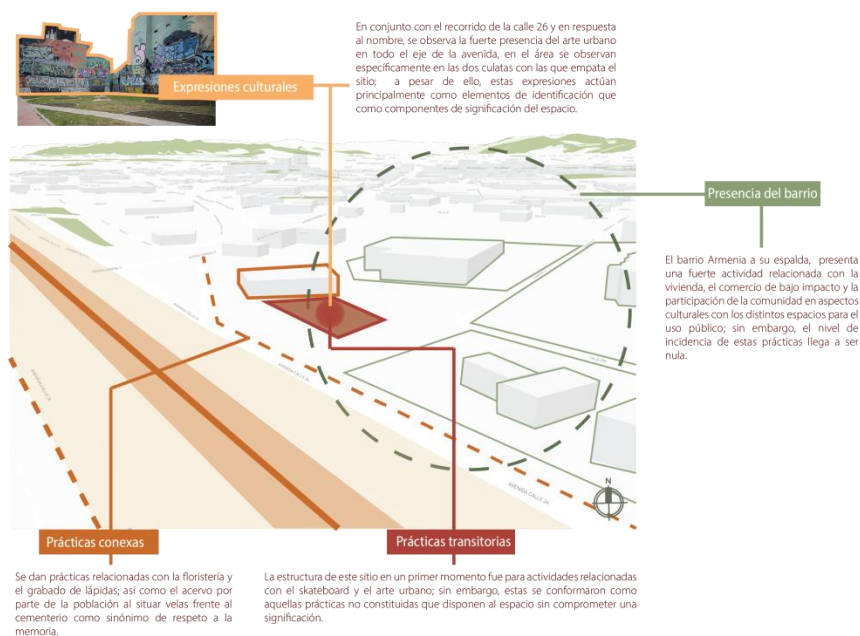 En conjunto con el recorrido de la calle 26 y en respuesta
al nombre, se observa la fuerte presencia del arte urbano
en todo el eje de la avenida, en el área se observan
específicamente en las dos culatas con las que empata el
sitio; a pesar de ello, estas expresiones actúan
principalmente como elementos de identificación que
como componentes de significación del espacio.
Expresiones culturales
Presencia del barrio
El barrio Armenia a su espalda, presenta
una fuerte actividad relacionada con la
vivienda, el comercio de bajo impacto y la
participación de la comunidad en aspectos
culturales con los distintos espacios para el
uso público; sin embargo, el nivel de
incidencia de estas prácticas llega a ser
nula.
AVENIDA CALLE 26
AVENIDA CALLE 26
AVENIDA CALLE 26
AVENIDA CALLE 26
N
Prácticas conexas
Prácticas transitorias
Se dan prácticas relacionadas con la floristería y
el grabado de lápidas; así como el acervo por
parte de la población al situar velas frente al
cementerio como sinónimo de respeto a la
memoria.
La estructura de este sitio en un primer momento fue para actividades relacionadas
con el skateboard y el arte urbano; sin embargo, estas se conformaron como
aquellas prácticas no constituidas que disponen al espacio sin comprometer una
significación.